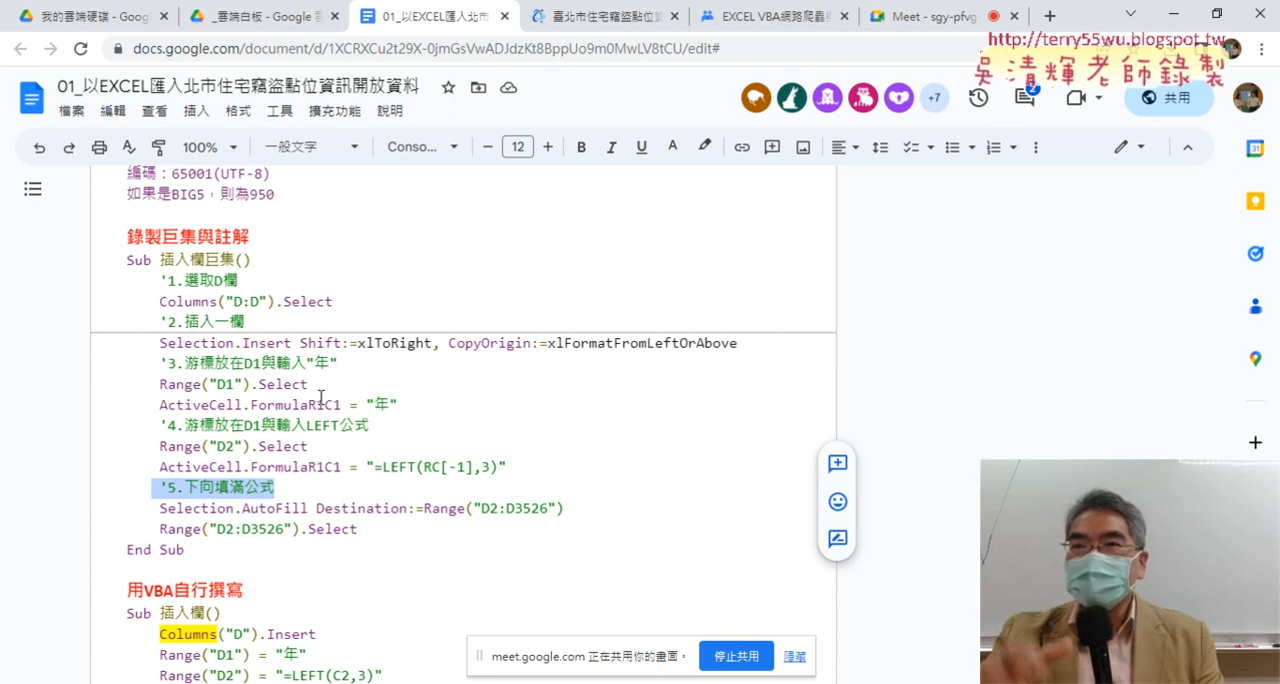 我的雲端硬碟 - Googl
_雲端白板 - Google 雲
01_以EXCEL匯入北市
臺北市住宅竊盜點位資
EXCEL VBA網路爬蟲
Meet - sgy-pfvg
docs.google.com/document/d/1XCRXCu2t29X-0jmGsVwADJdzKt8BppUo9m0MwLV8tCU/edit#
http://terry55wu.blogspot.tw
吳清輝老師錄製
01_以EXCEL匯入北市住宅竊盜點位資訊開放資料
檔案 編輯 查看 插入 格式 工具 擴充功能 說明
+7
2
共用
100% 一般文字 Conso... 12 B I U A
31
編碼：65001(UTF-8)
如果是BIG5，則為950
錄製巨集與註解
Sub 插入欄巨集()
'1.選取D欄
Columns("D:D").Select
'2.插入一欄
Selection.Insert Shift:=xlToRight, CopyOrigin:=xlFormatFromLeftOrAbove
'3.游標放在D1與輸入"年"
Range("D1").Select
ActiveCell.FormulaR1C1 = "年"
'4.游標放在D1與輸入LEFT公式
Range("D2").Select
ActiveCell.FormulaR1C1 = "=LEFT(RC[-1],3)"
'5.下向填滿公式
Selection.AutoFill Destination:=Range("D2:D3526")
Range("D2:D3526").Select
End Sub
用VBA自行撰寫
Sub 插入欄()
Columns("D").Insert
Range("D1") = "年"
Range("D2") = "=LEFT(C2,3)"
meet.google.com 正在共用你的畫面。 停止共用 隱藏